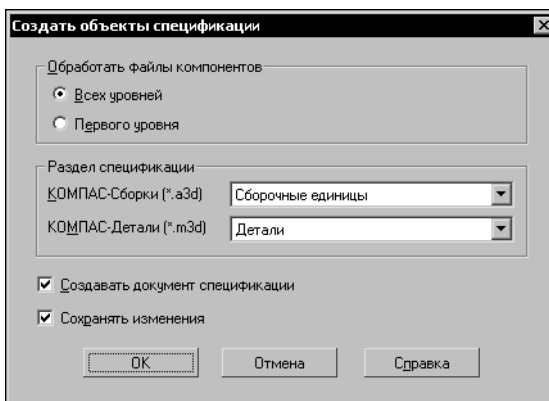 Создать объекты спецификации
Обработать файлы компонентов
Всех уровней
Первого уровня
Раздел спецификации
КОМПАС-Сборки (*.a3d) Сборочные единицы
КОМПАС-Детали (*.m3d) Детали
Создавать документ спецификации
Сохранять изменения
OK Отмена Справка